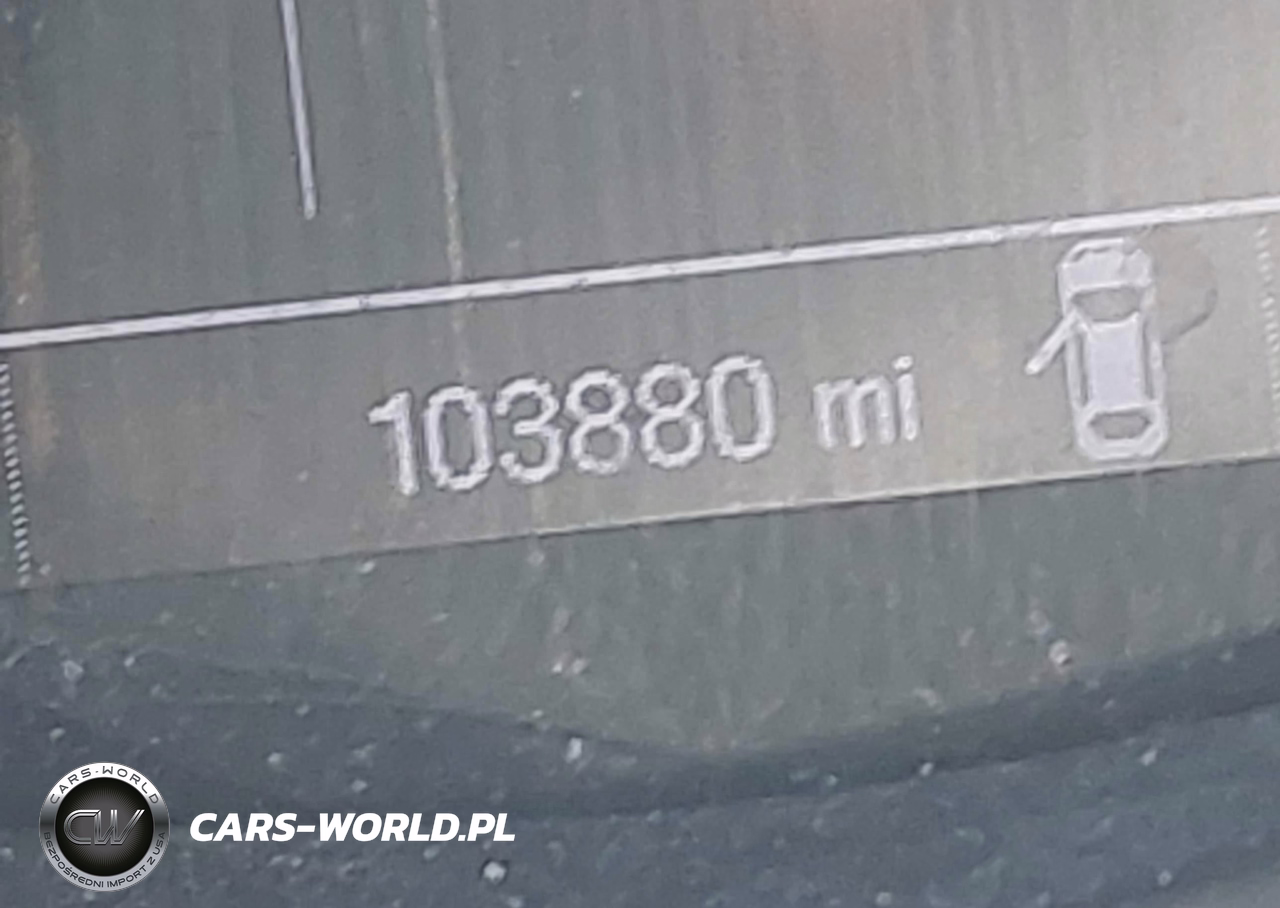 103880 mi
CARS-WORLD
CW
BEZPOŚREDNI IMPORT Z USA
CARS-WORLD.PL